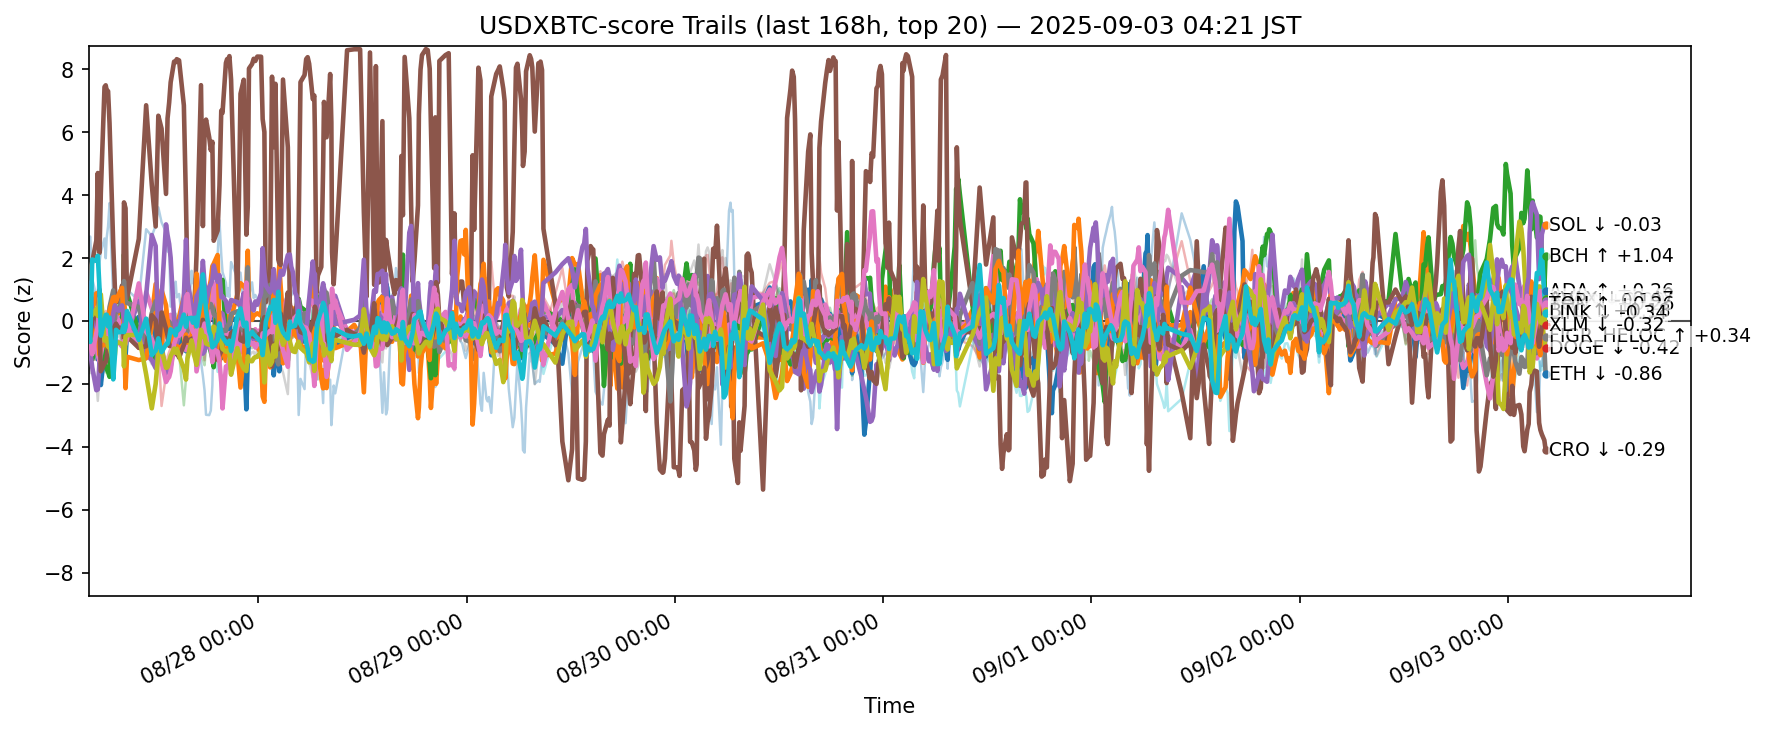 USDXBTC-score Trails (last 168h, top 20) — 2025-09-03 04:21 JST
Score (z)
8
6
4
2
0
−2
−4
−6
−8
SOL ↓ -0.03
BCH ↑ +1.04
XLM ↓ -0.32
DOGE ↓ -0.42
ETH ↓ -0.86
CRO ↓ -0.29
08/28 00:00
08/29 00:00
08/30 00:00
08/31 00:00
09/01 00:00
09/02 00:00
09/03 00:00
Time